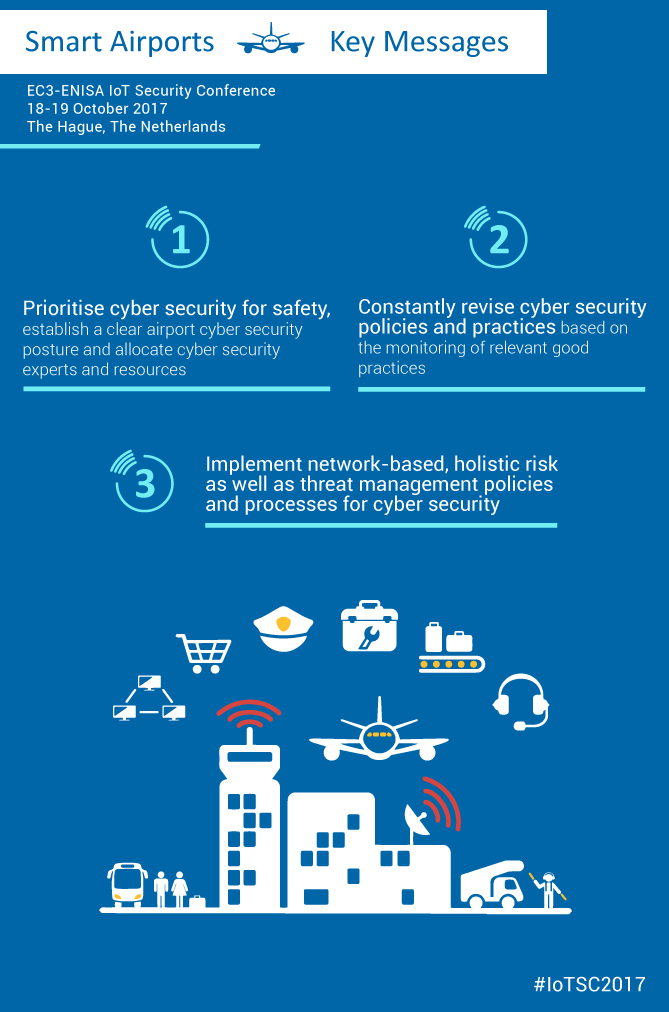 Smart Airports Key Messages
EC3-ENISA IoT Security Conference
18-19 October 2017
The Hague, The Netherlands
1
Prioritise cyber security for safety,
establish a clear airport cyber security
posture and allocate cyber security
experts and resources
2
Constantly revise cyber security
policies and practices based on
the monitoring of relevant good
practices
3
Implement network-based, holistic risk
as well as threat management policies
and processes for cyber security
#IoTSC2017